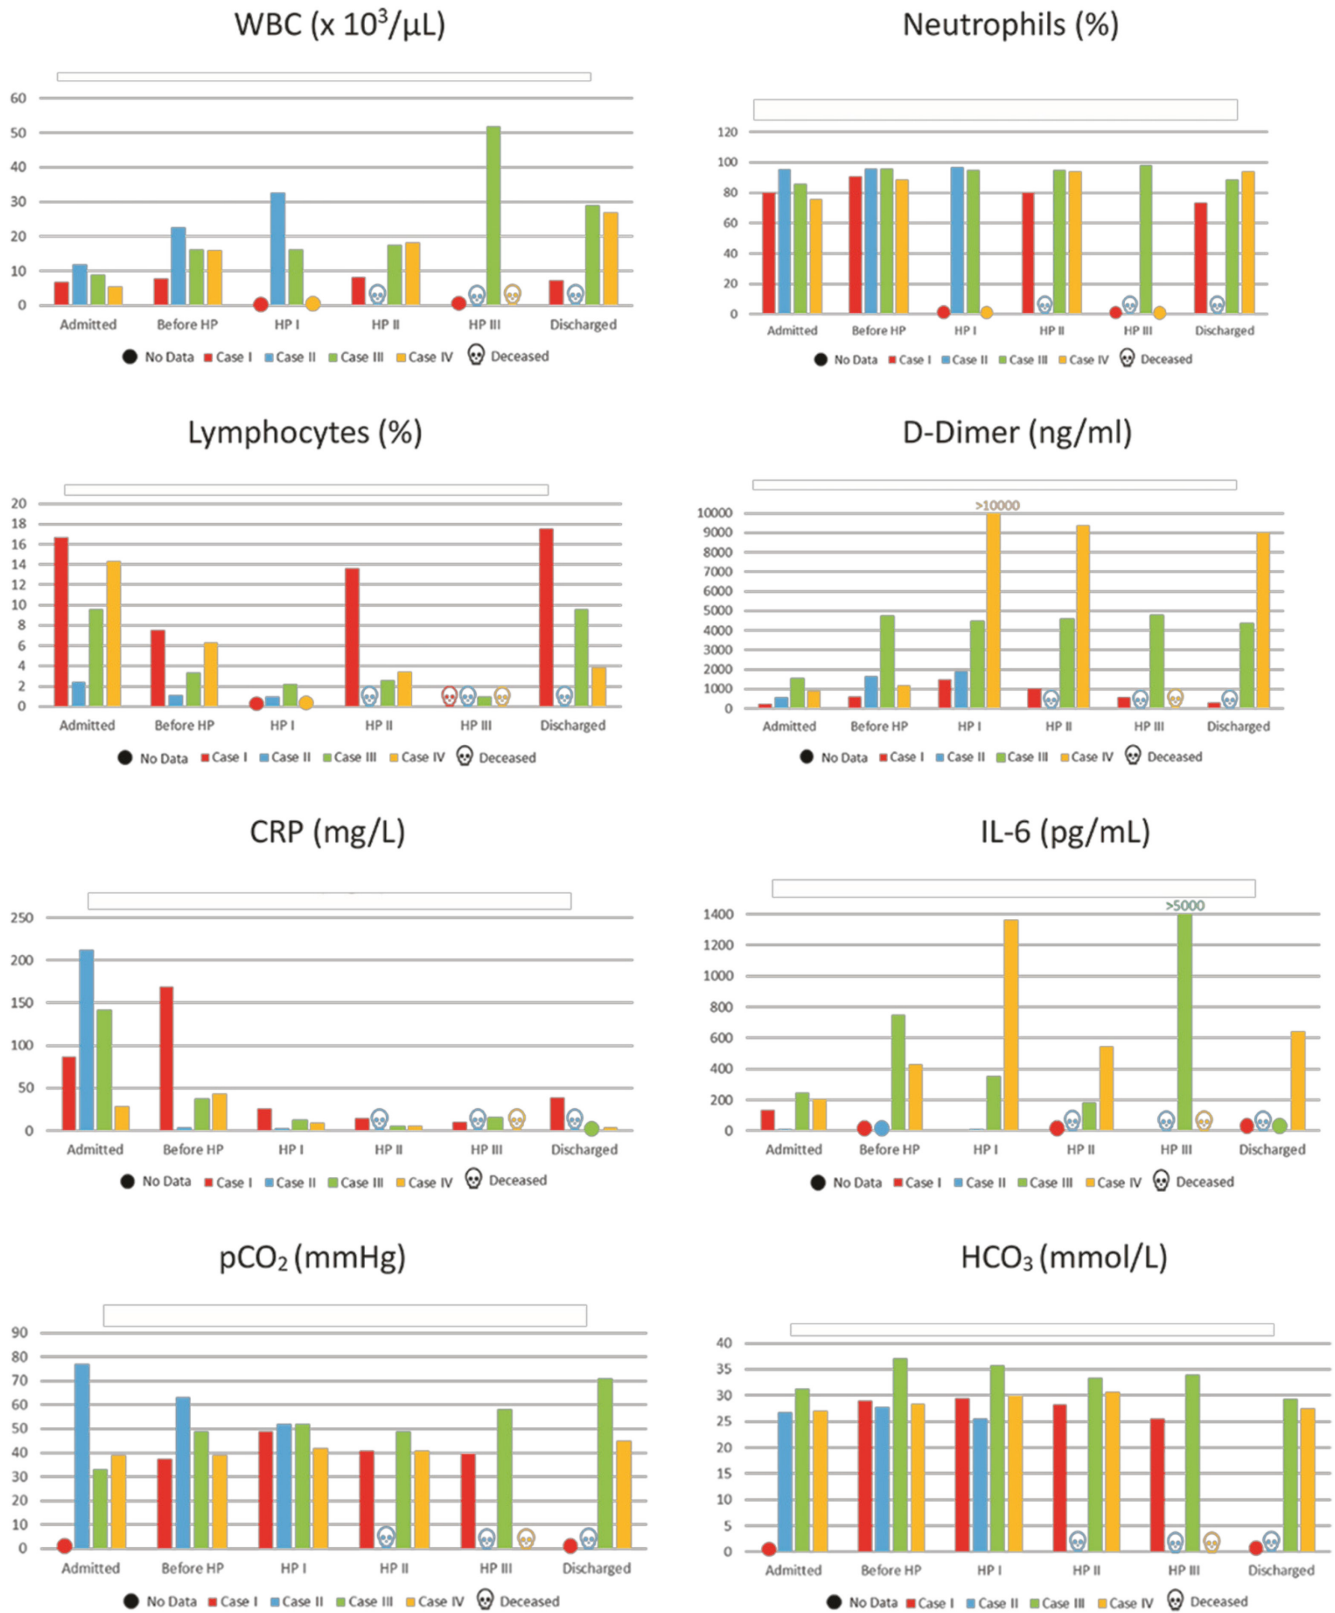 WBC (x 10³/µL)
60
50
40
30
20
10
0
Admitted Before HP HP I HP II HP III Discharged
No Data Case I Case II Case III Case IV Deceased
Neutrophils (%)
120
100
80
60
40
20
0
Admitted Before HP HP I HP II HP III Discharged
No Data Case I Case II Case III Case IV Deceased
Lymphocytes (%)
20
18
16
14
12
10
8
6
4
2
0
Admitted Before HP HP I HP II HP III Discharged
No Data Case I Case II Case III Case IV Deceased
D-Dimer (ng/ml)
>10000
10000
9000
8000
7000
6000
5000
4000
3000
2000
1000
0
Admitted Before HP HP I HP II HP III Discharged
No Data Case I Case II Case III Case IV Deceased
CRP (mg/L)
250
200
150
100
50
0
Admitted Before HP HP I HP II HP III Discharged
No Data Case I Case II Case III Case IV Deceased
IL-6 (pg/mL)
>5000
1400
1200
1000
800
600
400
200
0
Admitted Before HP HP I HP II HP III Discharged
No Data Case I Case II Case III Case IV Deceased
pCO₂ (mmHg)
90
80
70
60
50
40
30
20
10
0
Admitted Before HP HP I HP II HP III Discharged
No Data Case I Case II Case III Case IV Deceased
HCO₃ (mmol/L)
40
35
30
25
20
15
10
5
0
Admitted Before HP HP I HP II HP III Discharged
No Data Case I Case II Case III Case IV Deceased